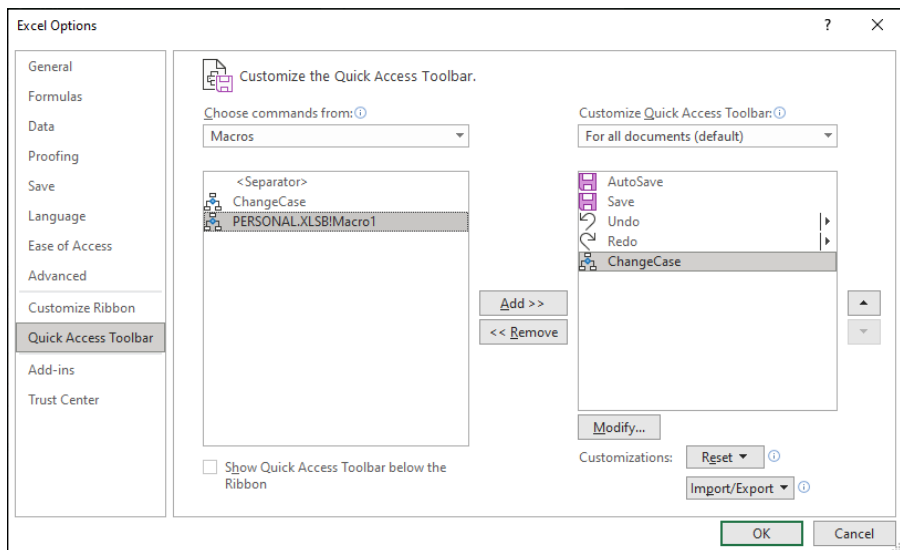 Excel Options
?
General
Formulas
Data
Proofing
Save
Language
Ease of Access
Advanced
Customize Ribbon
Quick Access Toolbar
Add-ins
Trust Center
Customize the Quick Access Toolbar.
Choose commands from:
Macros
<Separator>
ChangeCase
PERSONAL.XLSB!Macro1
Show Quick Access Toolbar below the
Ribbon
Add >>
<< Remove
Customize Quick Access Toolbar:
For all documents (default)
AutoSave
Save
Undo
Redo
ChangeCase
Modify...
Customizations:
Reset
Import/Export
OK
Cancel